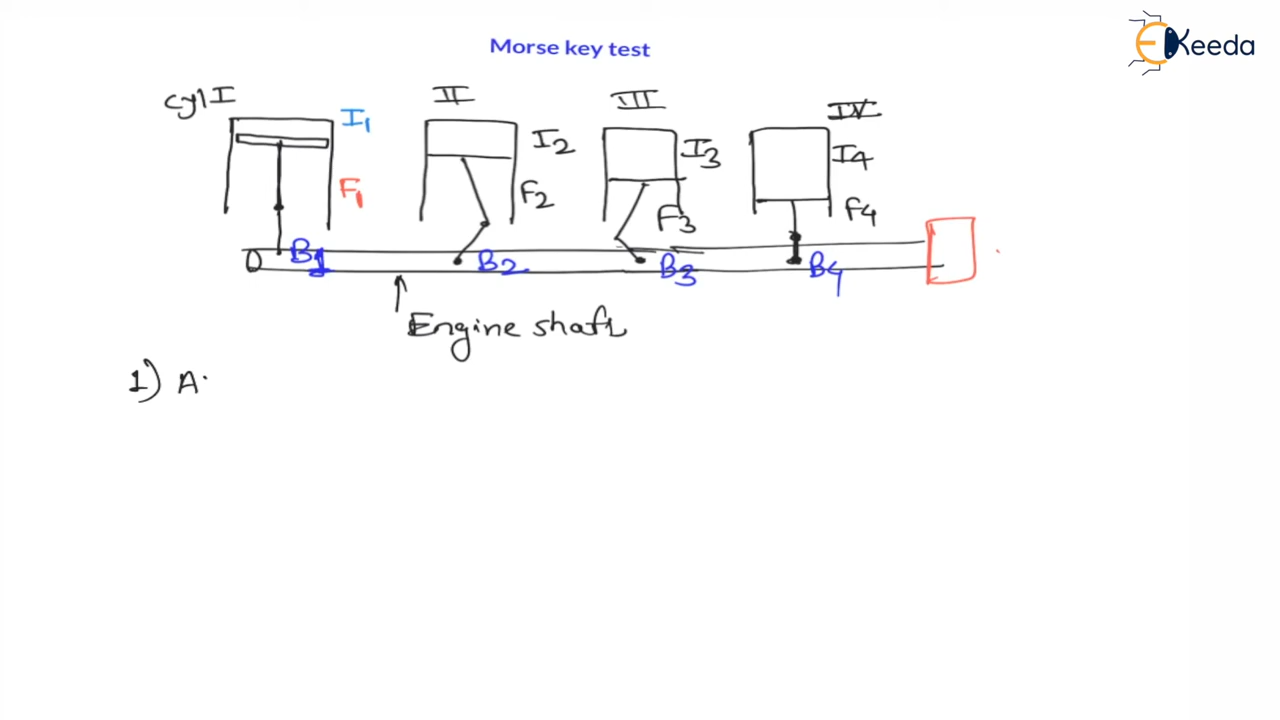 Morse key test
Keeda
cyl I II III IV
I1 I2 I3 I4
F1 F2 F3 F4
B1 B2 B3 B4
Engine shaft
1) A.